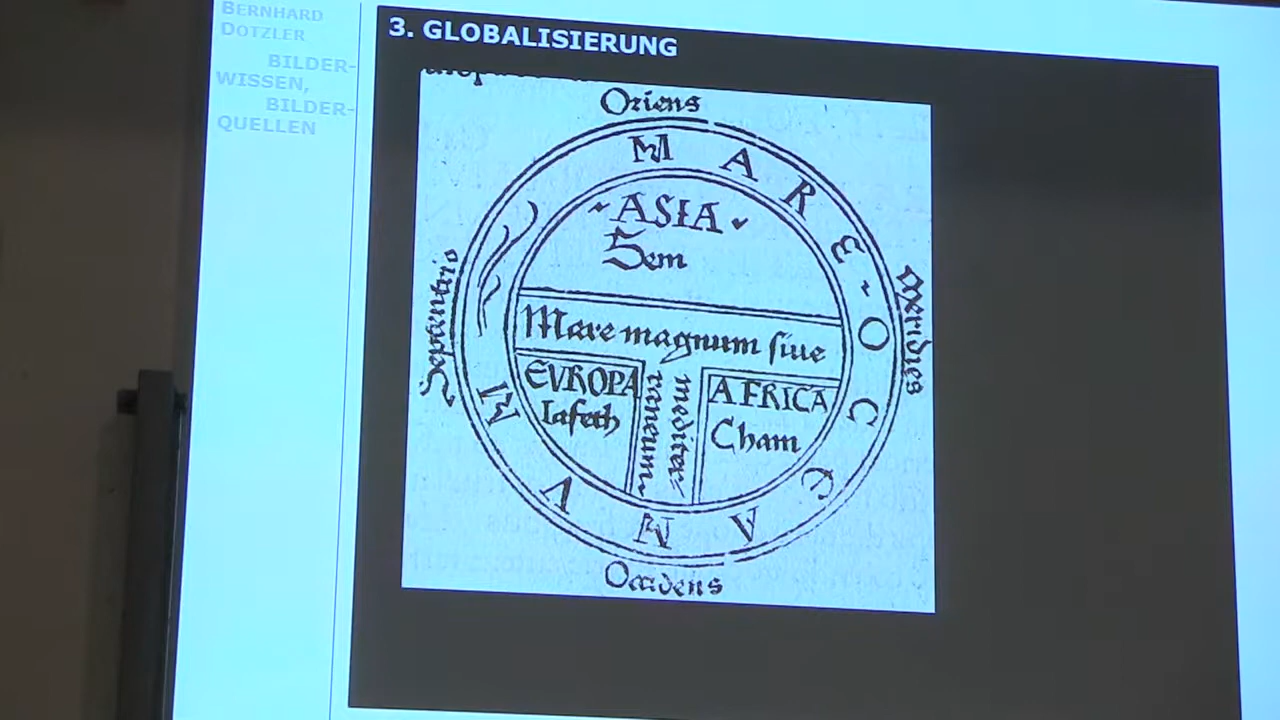 BERNHARD
DOTZLER
BILDER-
WISSEN,
BILDER-
QUELLEN
3. GLOBALISIERUNG
Oriens
MARE OCCEANUM
ASIA
Sem
Septentrio
Meridies
Mare magnum siue
mediter
raneum
EVROPA
Iafeth
AFRICA
Cham
Occidens